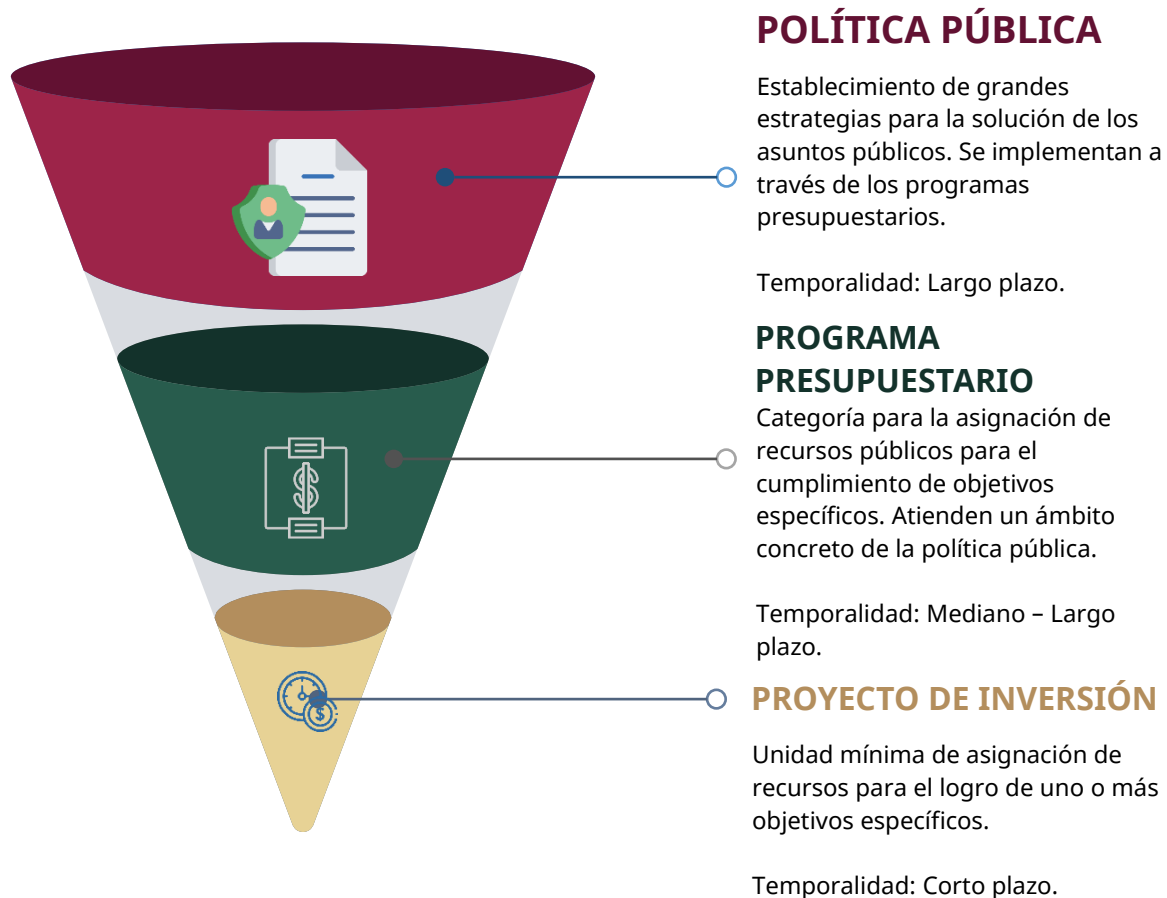 POLÍTICA PÚBLICA
Establecimiento de grandes
estrategias para la solución de los
asuntos públicos. Se implementan a
través de los programas
presupuestarios.
Temporalidad: Largo plazo.
PROGRAMA
PRESUPUESTARIO
Categoría para la asignación de
recursos públicos para el
cumplimiento de objetivos
específicos. Atienden un ámbito
concreto de la política pública.
Temporalidad: Mediano – Largo
plazo.
PROYECTO DE INVERSIÓN
Unidad mínima de asignación de
recursos para el logro de uno o más
objetivos específicos.
Temporalidad: Corto plazo.